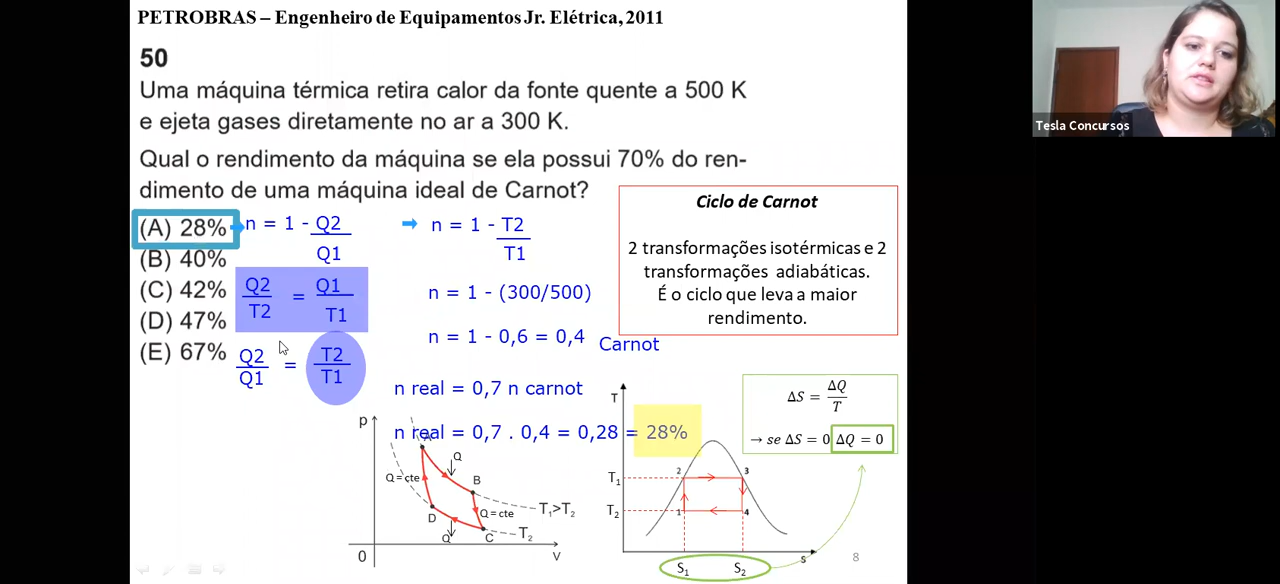 PETROBRAS – Engenheiro de Equipamentos Jr. Elétrica, 2011
50
Uma máquina térmica retira calor da fonte quente a 500 K
e ejeta gases diretamente no ar a 300 K.
Qual o rendimento da máquina se ela possui 70% do ren-
dimento de uma máquina ideal de Carnot?
(A) 28%
(B) 40%
(C) 42%
(D) 47%
(E) 67%
n = 1 - Q2
Q1
Q2 = Q1
T2 T1
Q2 = T2
Q1 T1
n = 1 - T2
T1
n = 1 - (300/500)
n = 1 - 0,6 = 0,4 Carnot
n real = 0,7 n carnot
n real = 0,7 . 0,4 = 0,28 = 28%
Ciclo de Carnot
2 transformações isotérmicas e 2
transformações adiabáticas.
É o ciclo que leva a maior
rendimento.
ΔS = ΔQ
T
→ se ΔS = 0 ΔQ = 0
p
A
Q
Q = cte
B
Q = cte
T1>T2
D
Q
C
T2
0
V
T
T1
T2
2
3
1
4
S1
S2
s
8
Tesla Concursos